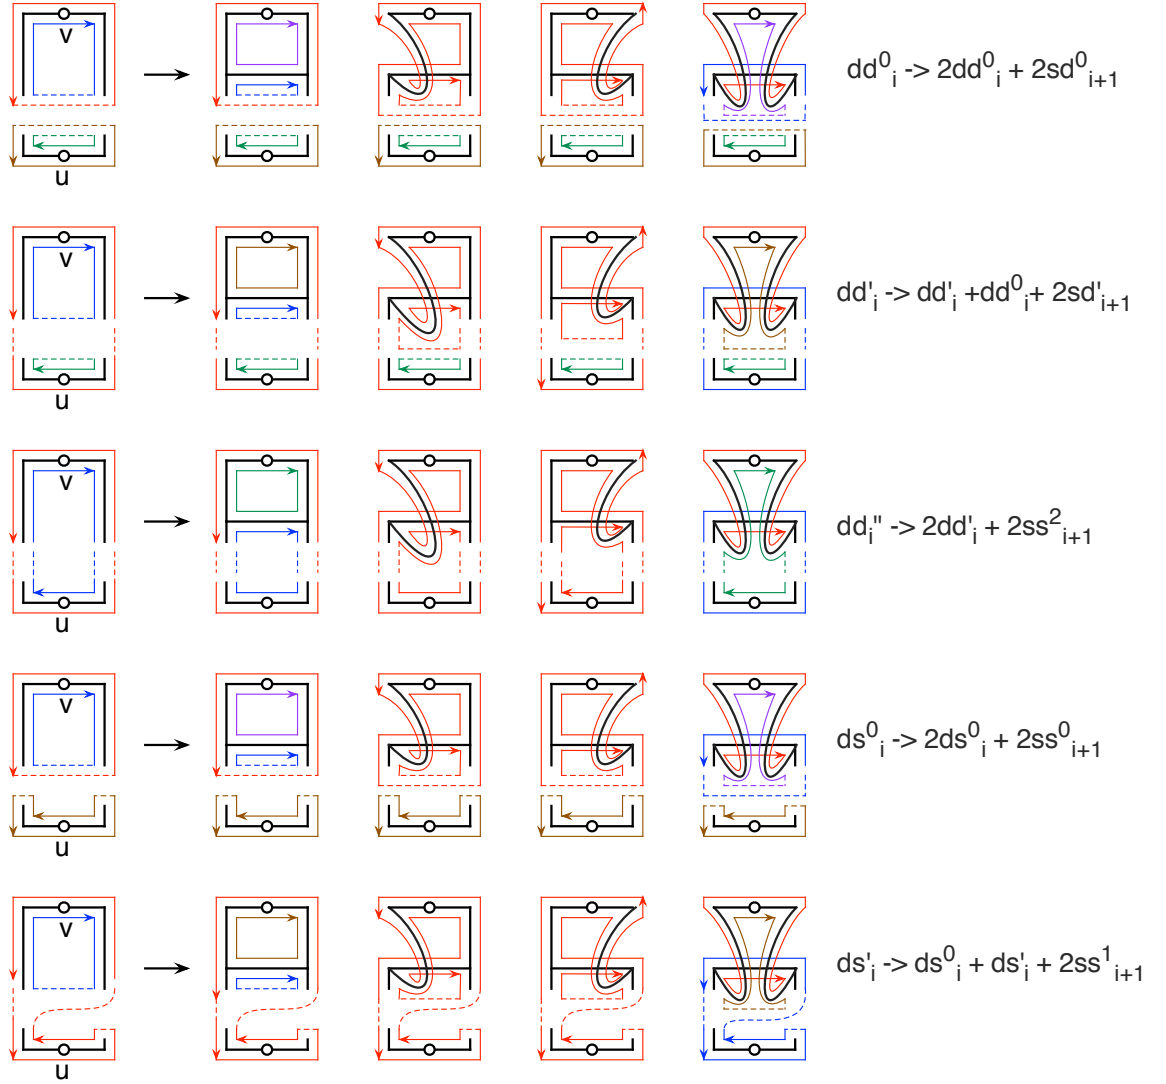 v
dd⁰ᵢ -> 2dd⁰ᵢ + 2sd⁰ᵢ₊₁
u
v
dd'ᵢ -> dd'ᵢ +dd⁰ᵢ+ 2sd'ᵢ₊₁
u
v
ddᵢ" -> 2dd'ᵢ + 2ss²ᵢ₊₁
u
v
ds⁰ᵢ -> 2ds⁰ᵢ + 2ss⁰ᵢ₊₁
u
v
ds'ᵢ -> ds⁰ᵢ + ds'ᵢ + 2ss¹ᵢ₊₁
u